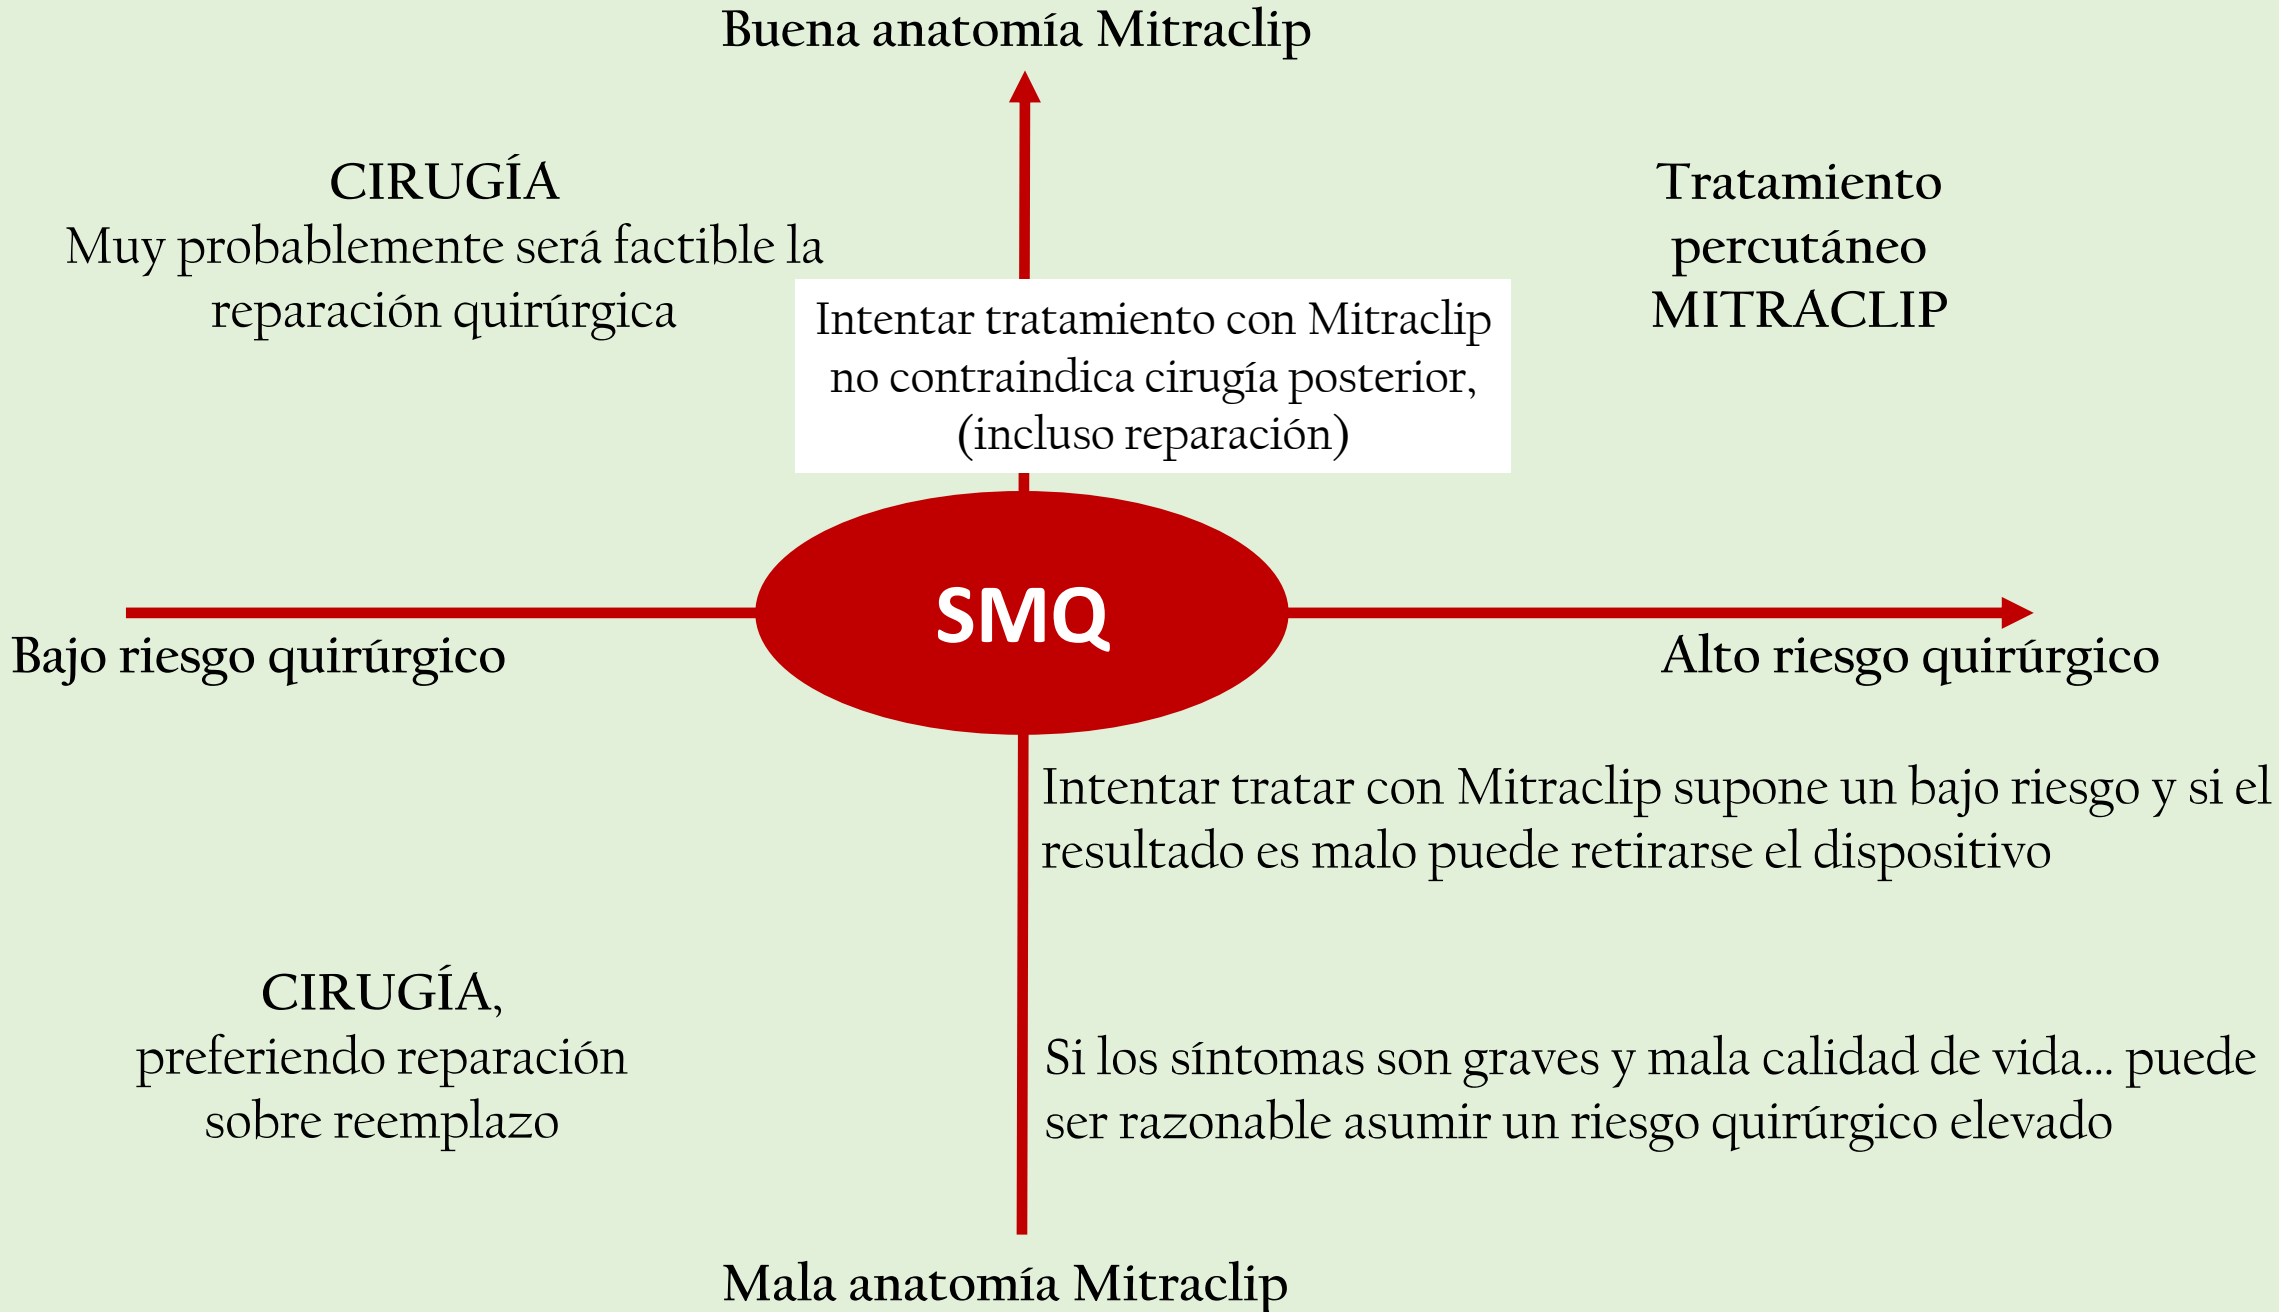 Buena anatomía Mitraclip
CIRUGÍA
Muy probablemente será factible la
reparación quirúrgica
Tratamiento
percutáneo
MITRACLIP
Intentar tratamiento con Mitraclip
no contraindica cirugía posterior,
(incluso reparación)
SMQ
Bajo riesgo quirúrgico
Alto riesgo quirúrgico
Intentar tratar con Mitraclip supone un bajo riesgo y si el
resultado es malo puede retirarse el dispositivo
CIRUGÍA,
preferiendo reparación
sobre reemplazo
Si los síntomas son graves y mala calidad de vida... puede
ser razonable asumir un riesgo quirúrgico elevado
Mala anatomía Mitraclip